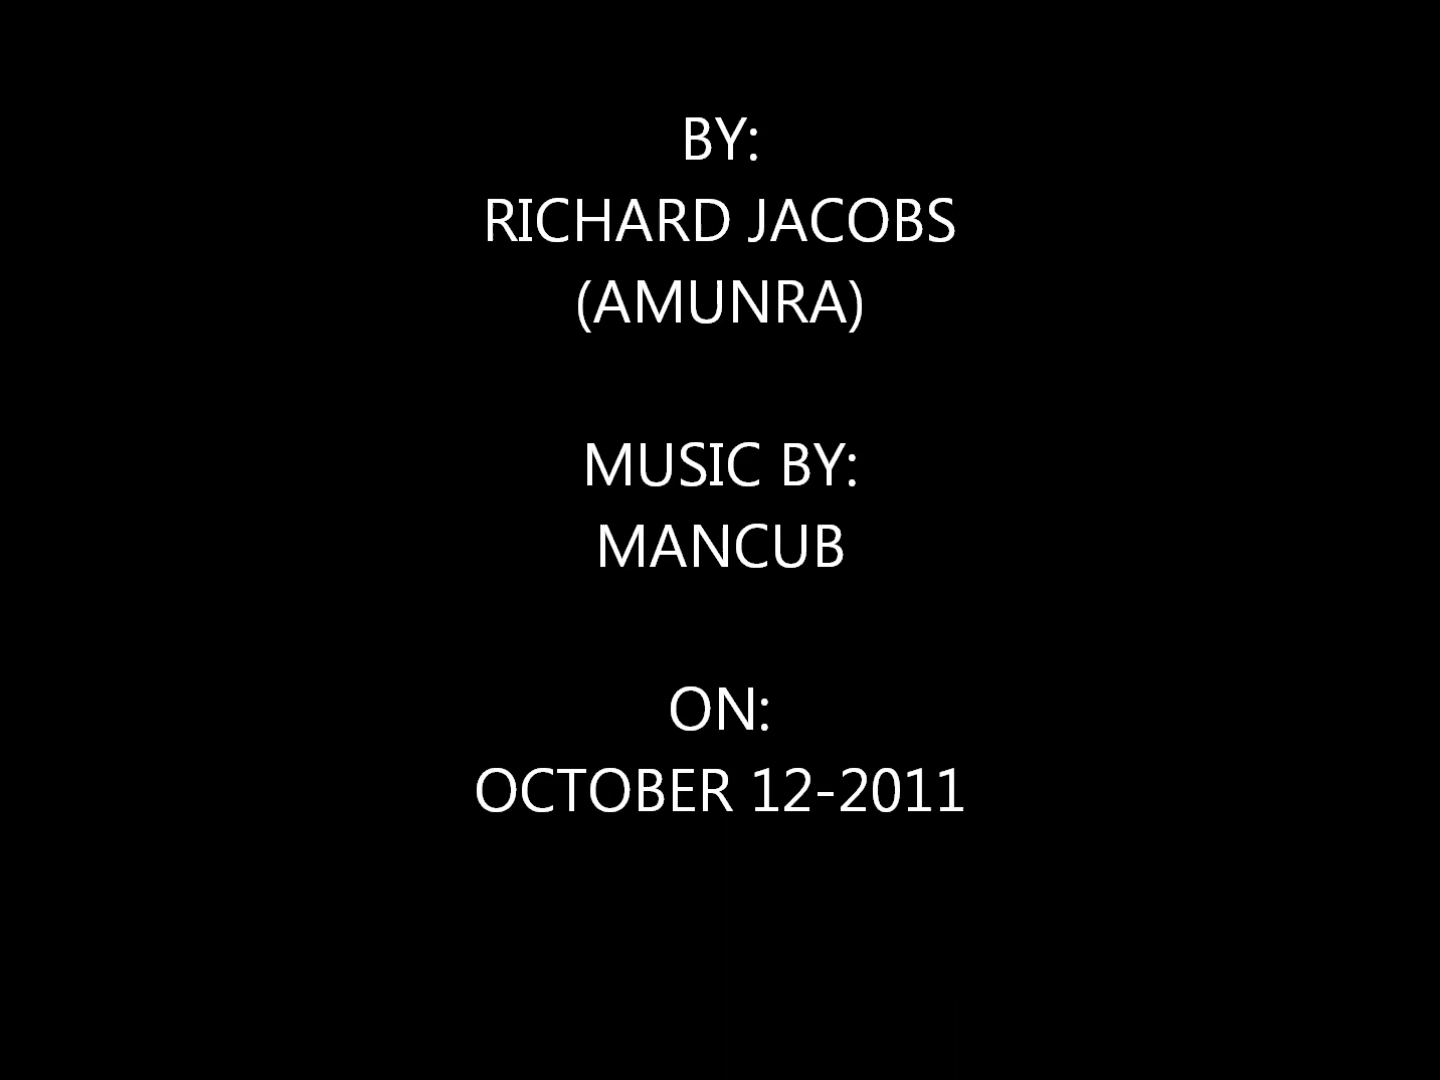 BY:
RICHARD JACOBS
(AMUNRA)
MUSIC BY:
MANCUB
ON:
OCTOBER 12-2011